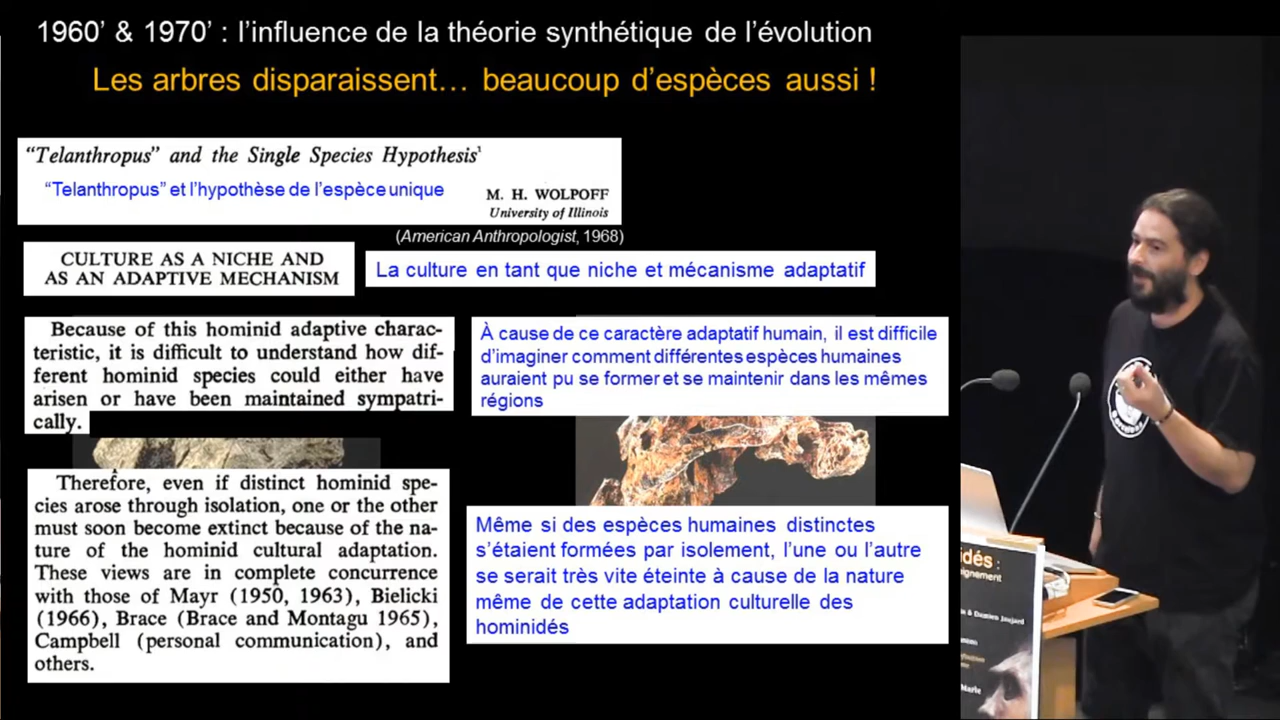 1960’ & 1970’ : l’influence de la théorie synthétique de l’évolution
Les arbres disparaissent… beaucoup d’espèces aussi !
“Telanthropus” and the Single Species Hypothesis¹
“Telanthropus” et l’hypothèse de l’espèce unique
M. H. WOLPOFF
University of Illinois
(American Anthropologist, 1968)
CULTURE AS A NICHE AND
AS AN ADAPTIVE MECHANISM
La culture en tant que niche et mécanisme adaptatif
Because of this hominid adaptive charac-
teristic, it is difficult to understand how dif-
ferent hominid species could either have
arisen or have been maintained sympatri-
cally.
À cause de ce caractère adaptatif humain, il est difficile
d’imaginer comment différentes espèces humaines
auraient pu se former et se maintenir dans les mêmes
régions
Therefore, even if distinct hominid spe-
cies arose through isolation, one or the other
must soon become extinct because of the na-
ture of the hominid cultural adaptation.
These views are in complete concurrence
with those of Mayr (1950, 1963), Bielicki
(1966), Brace (Brace and Montagu 1965),
Campbell (personal communication), and
others.
Même si des espèces humaines distinctes
s’étaient formées par isolement, l’une ou l’autre
se serait très vite éteinte à cause de la nature
même de cette adaptation culturelle des
hominidés
idés :
ignement
& Damien Jaujard
Marie